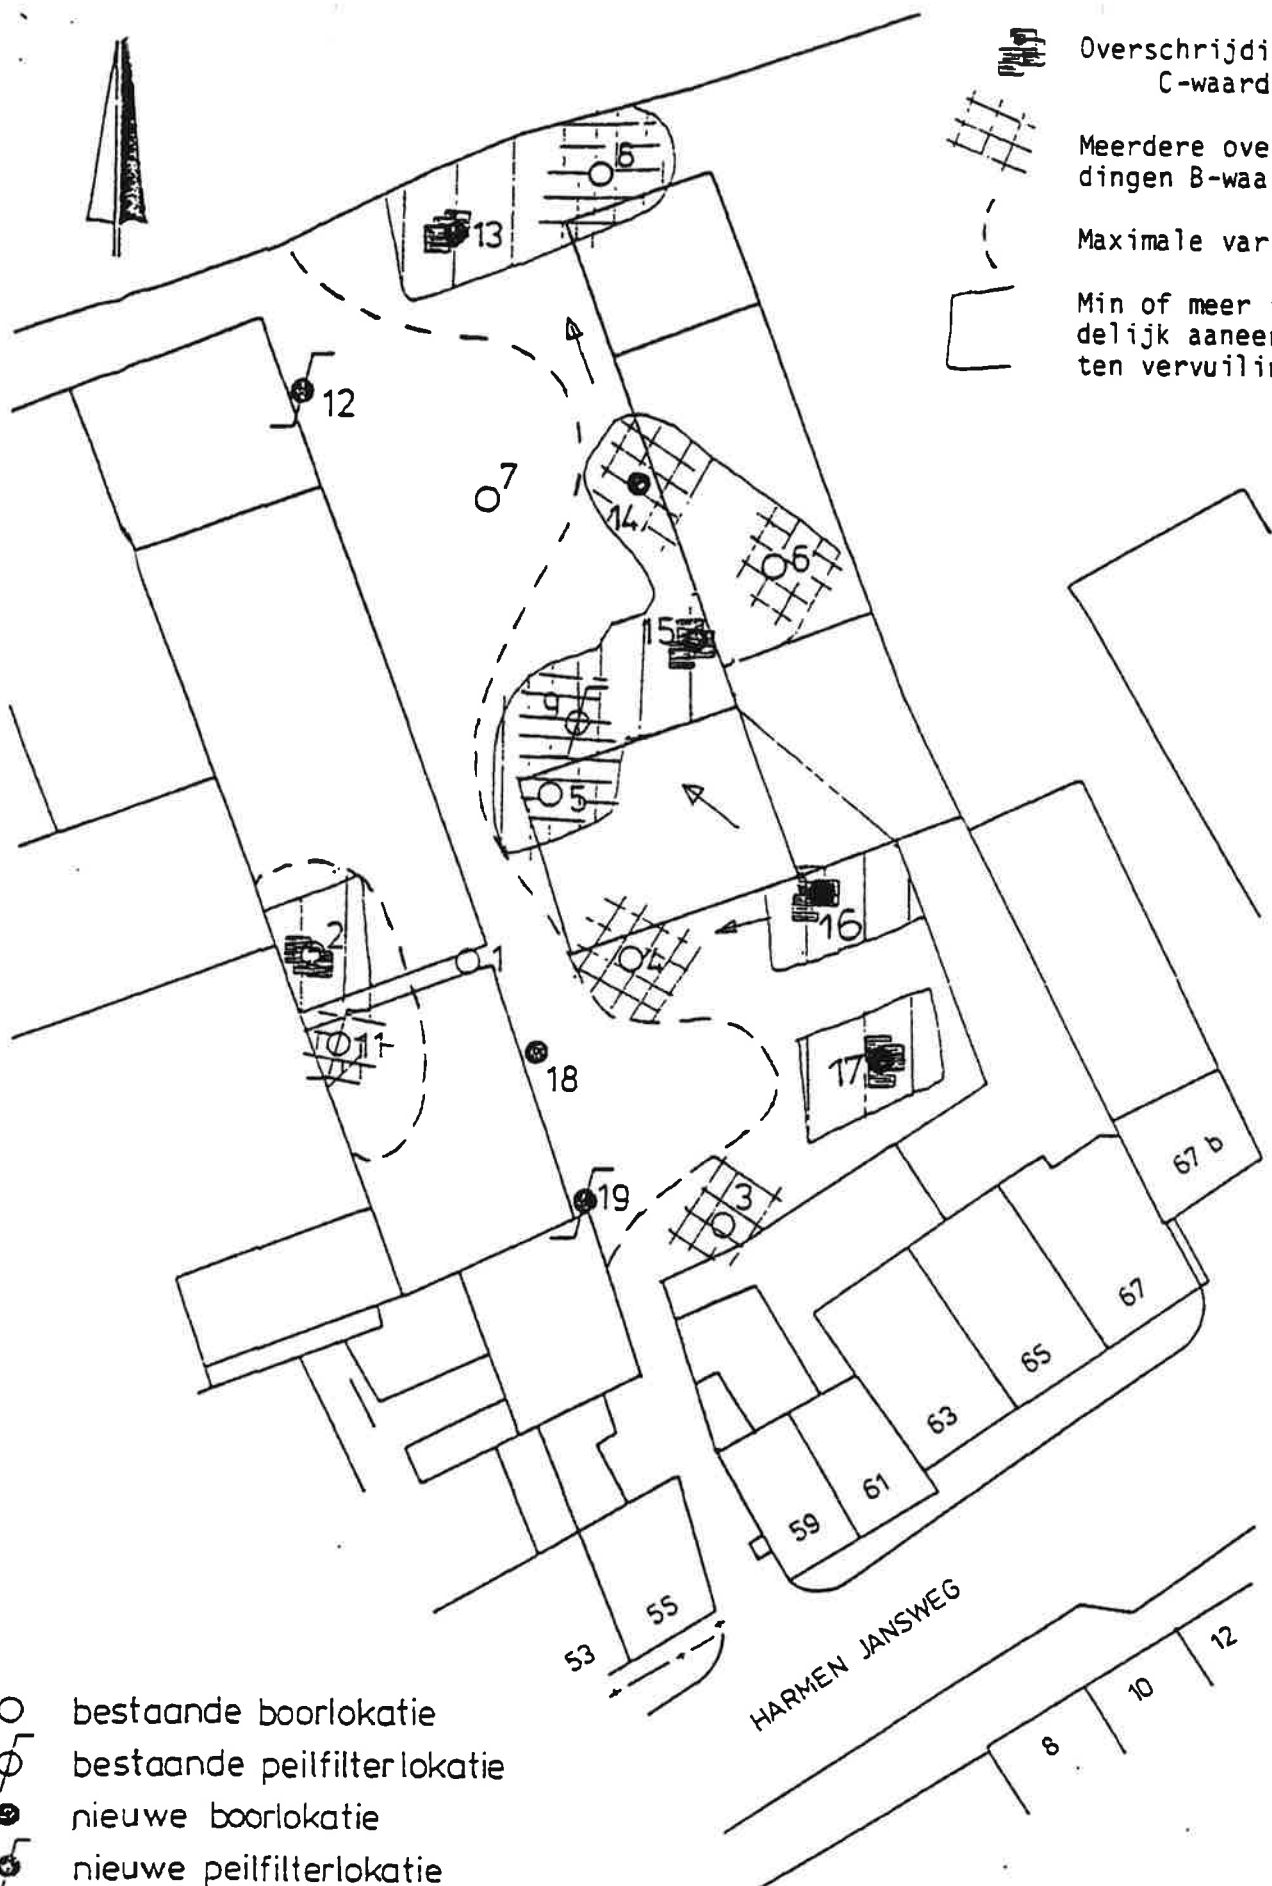 Overschrijdi
C-waard
Meerdere ove
dingen B-waa
Maximale var
Min of meer
delijk aaneen
ten vervuilin
6
13
12
7
14
6
15
9
5
16
2
1
4
11
17
18
19
3
67 b
67
65
63
61
59
55
53
HARMEN JANSWEG
12
10
8
bestaande boorlokatie
bestaande peilfilterlokatie
nieuwe boorlokatie
nieuwe peilfilterlokatie